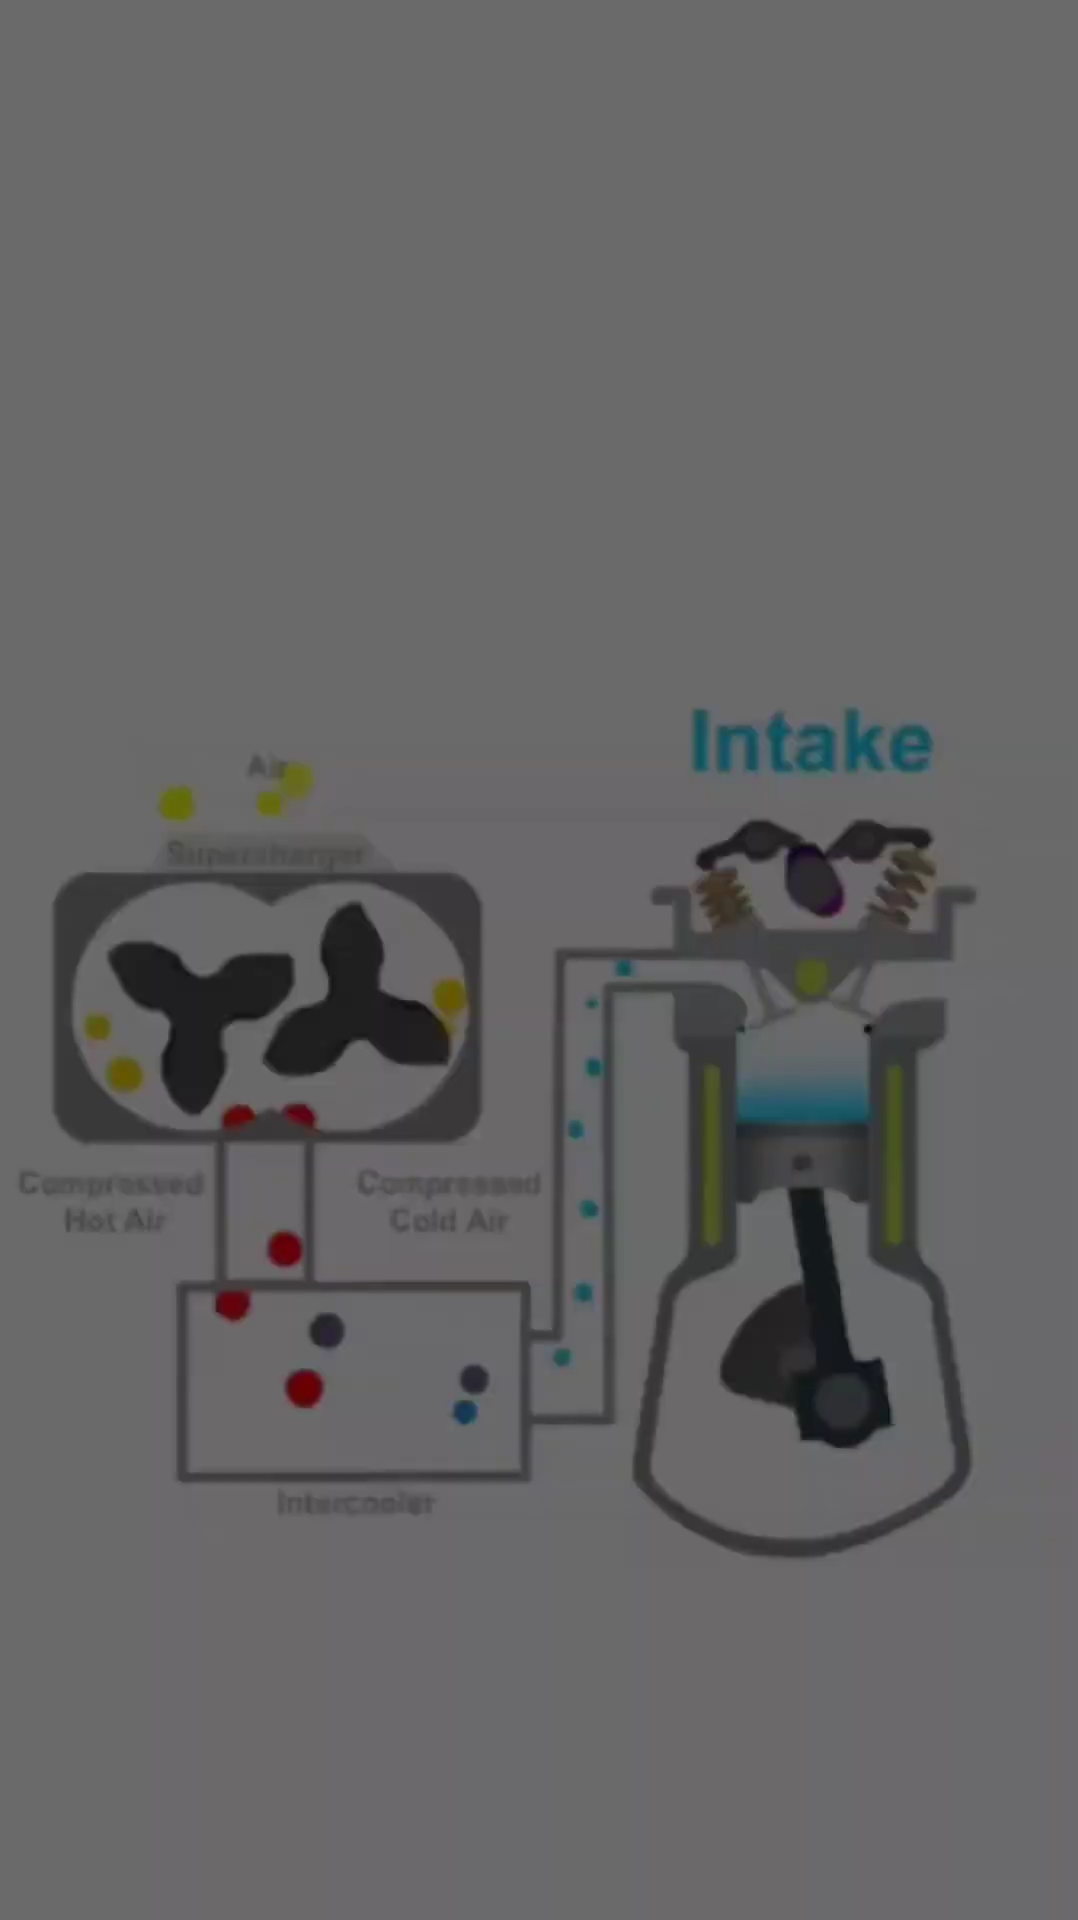 Intake
Air
Supercharger
Compressed
Hot Air
Compressed
Cold Air
Intercooler